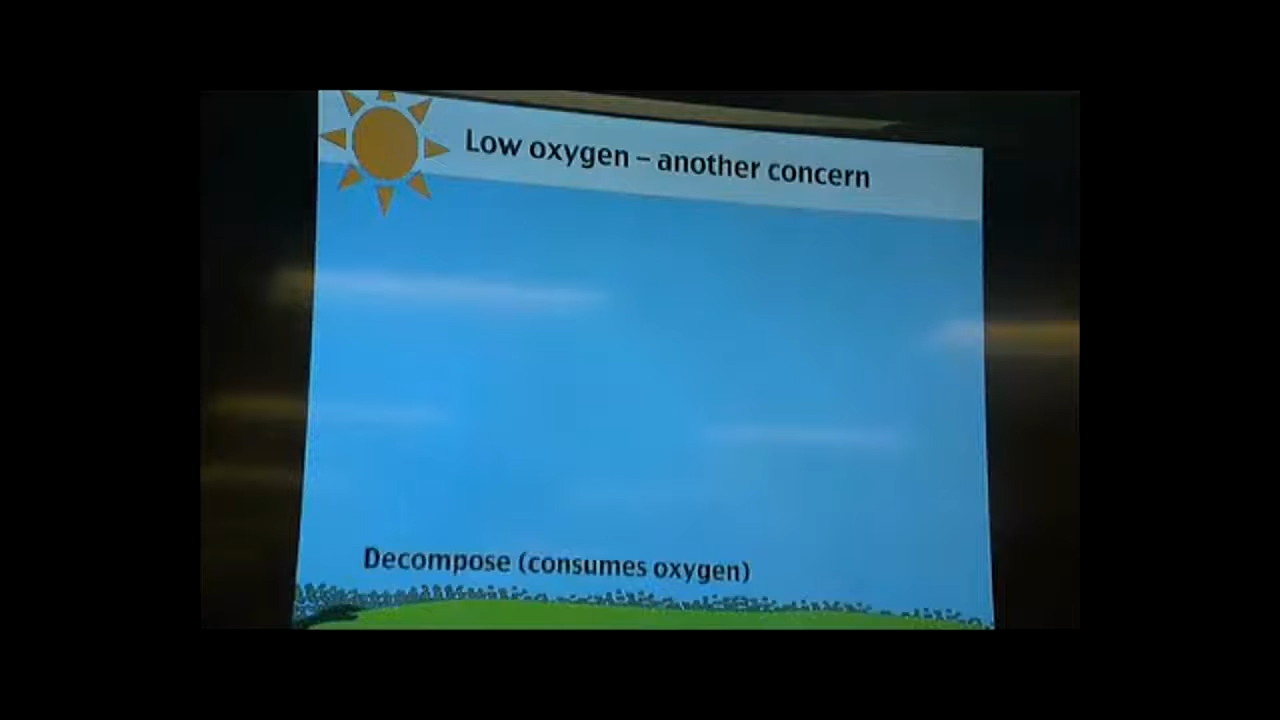 Low oxygen – another concern
Decompose (consumes oxygen)